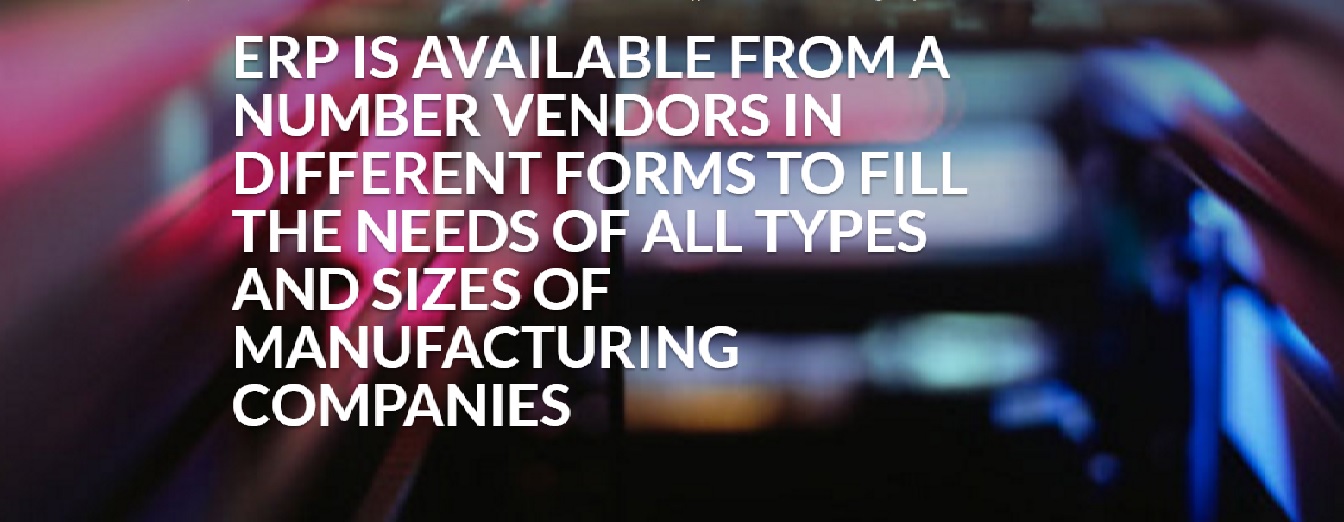 ERP IS AVAILABLE FROM A
NUMBER VENDORS IN
DIFFERENT FORMS TO FILL
THE NEEDS OF ALL TYPES
AND SIZES OF
MANUFACTURING
COMPANIES